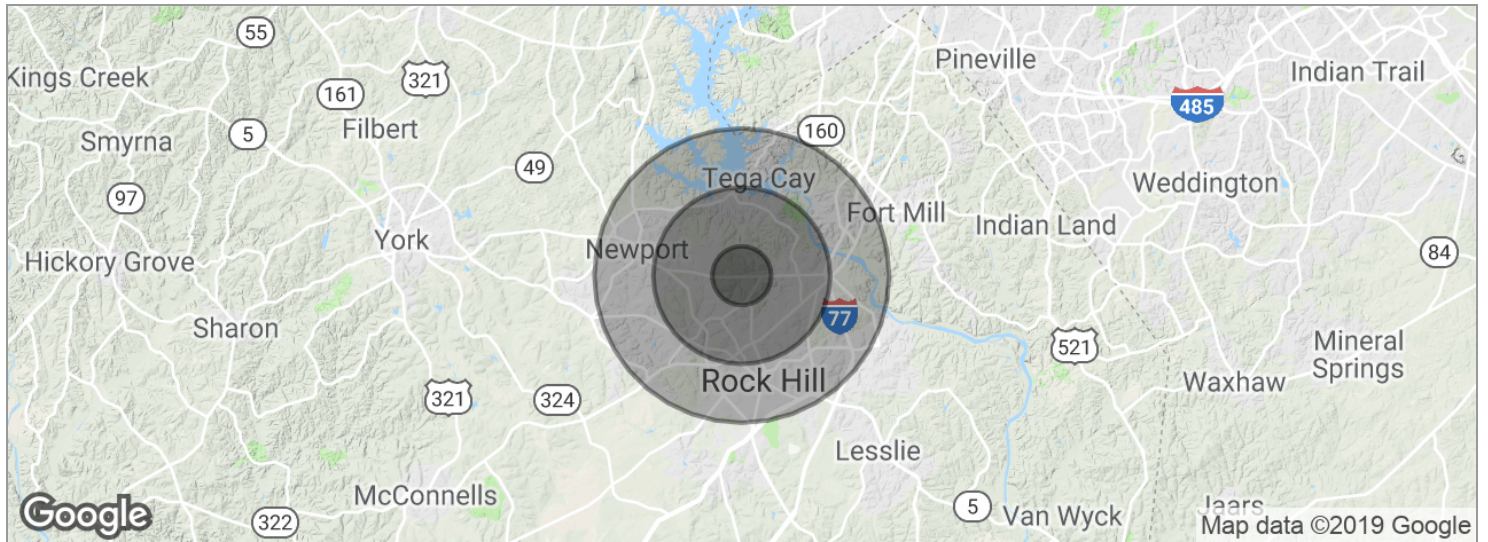 55
Pineville
Indian Trail
Kings Creek
321
161
485
Smyrna
5
Filbert
160
49
Tega Cay
Weddington
97
Fort Mill
Indian Land
York
Newport
84
Hickory Grove
77
Sharon
521
Mineral
Springs
Rock Hill
Waxhaw
321
324
Lesslie
McConnells
5
Jaars
Van Wyck
Google
322
Map data ©2019 Google